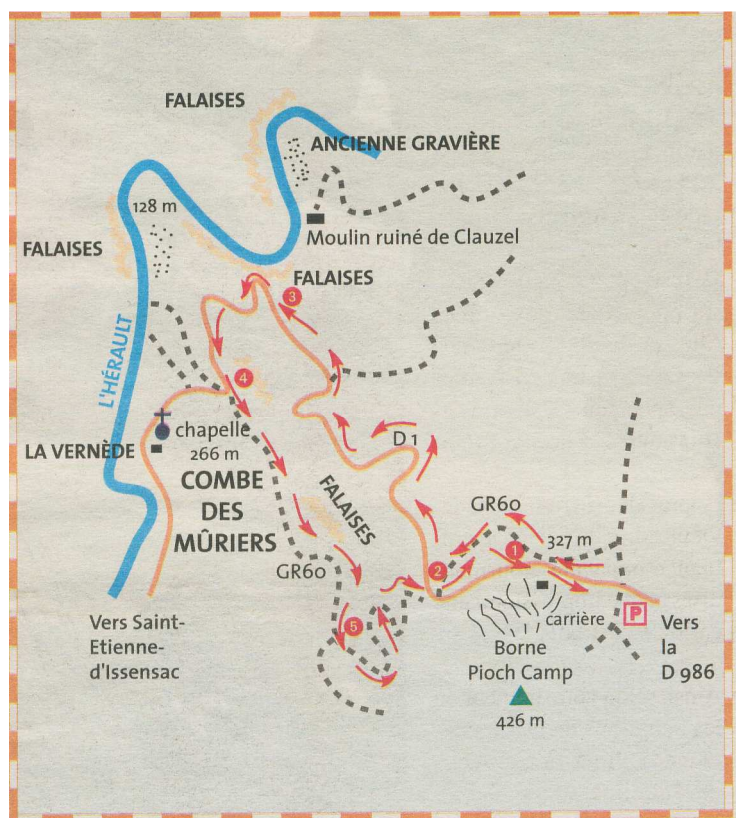 FALAISES
ANCIENNE GRAVIÈRE
128 m
Moulin ruiné de Clauzel
FALAISES
FALAISES
3
L'HÉRAULT
4
chapelle
D 1
LA VERNÈDE
266 m
COMBE
DES
MÛRIERS
FALAISES
GR60
327 m
1
GR60
2
P
carrière
5
Vers Saint-
Etienne-
d'Issensac
Borne
Pioch Camp
426 m
Vers
la
D 986